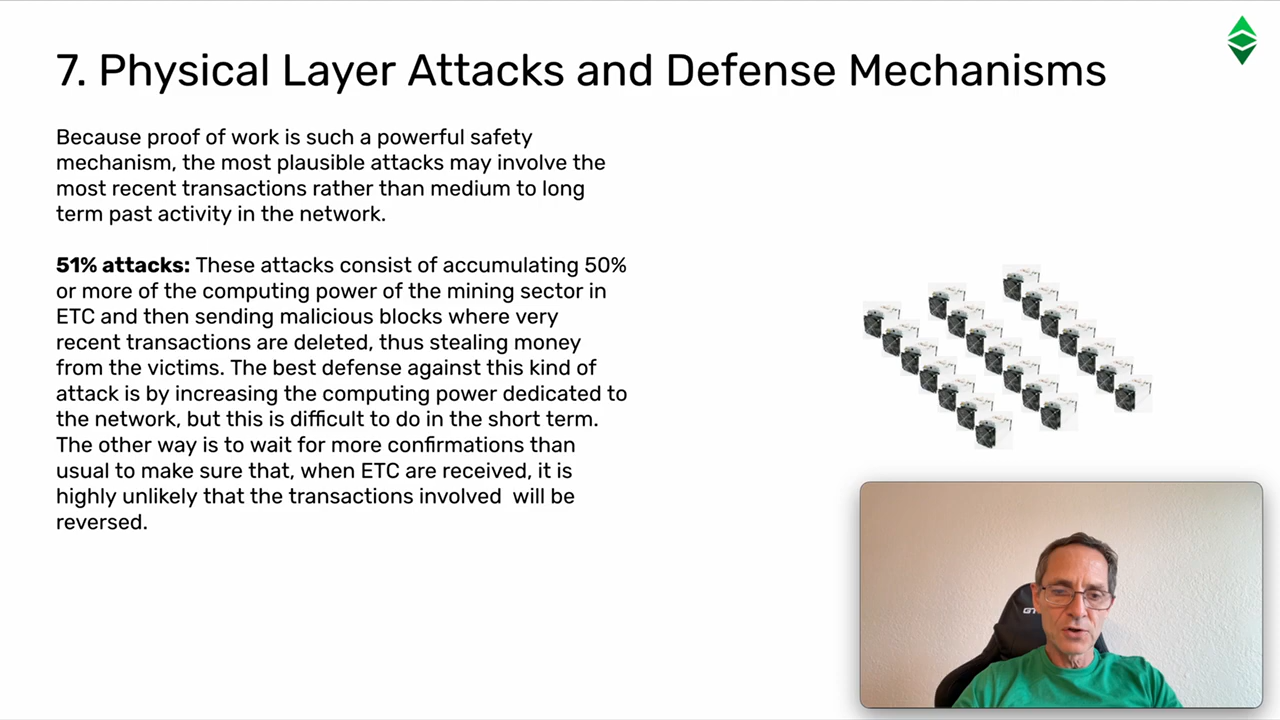 7. Physical Layer Attacks and Defense Mechanisms
Because proof of work is such a powerful safety
mechanism, the most plausible attacks may involve the
most recent transactions rather than medium to long
term past activity in the network.
51% attacks: These attacks consist of accumulating 50%
or more of the computing power of the mining sector in
ETC and then sending malicious blocks where very
recent transactions are deleted, thus stealing money
from the victims. The best defense against this kind of
attack is by increasing the computing power dedicated to
the network, but this is difficult to do in the short term.
The other way is to wait for more confirmations than
usual to make sure that, when ETC are received, it is
highly unlikely that the transactions involved  will be
reversed.